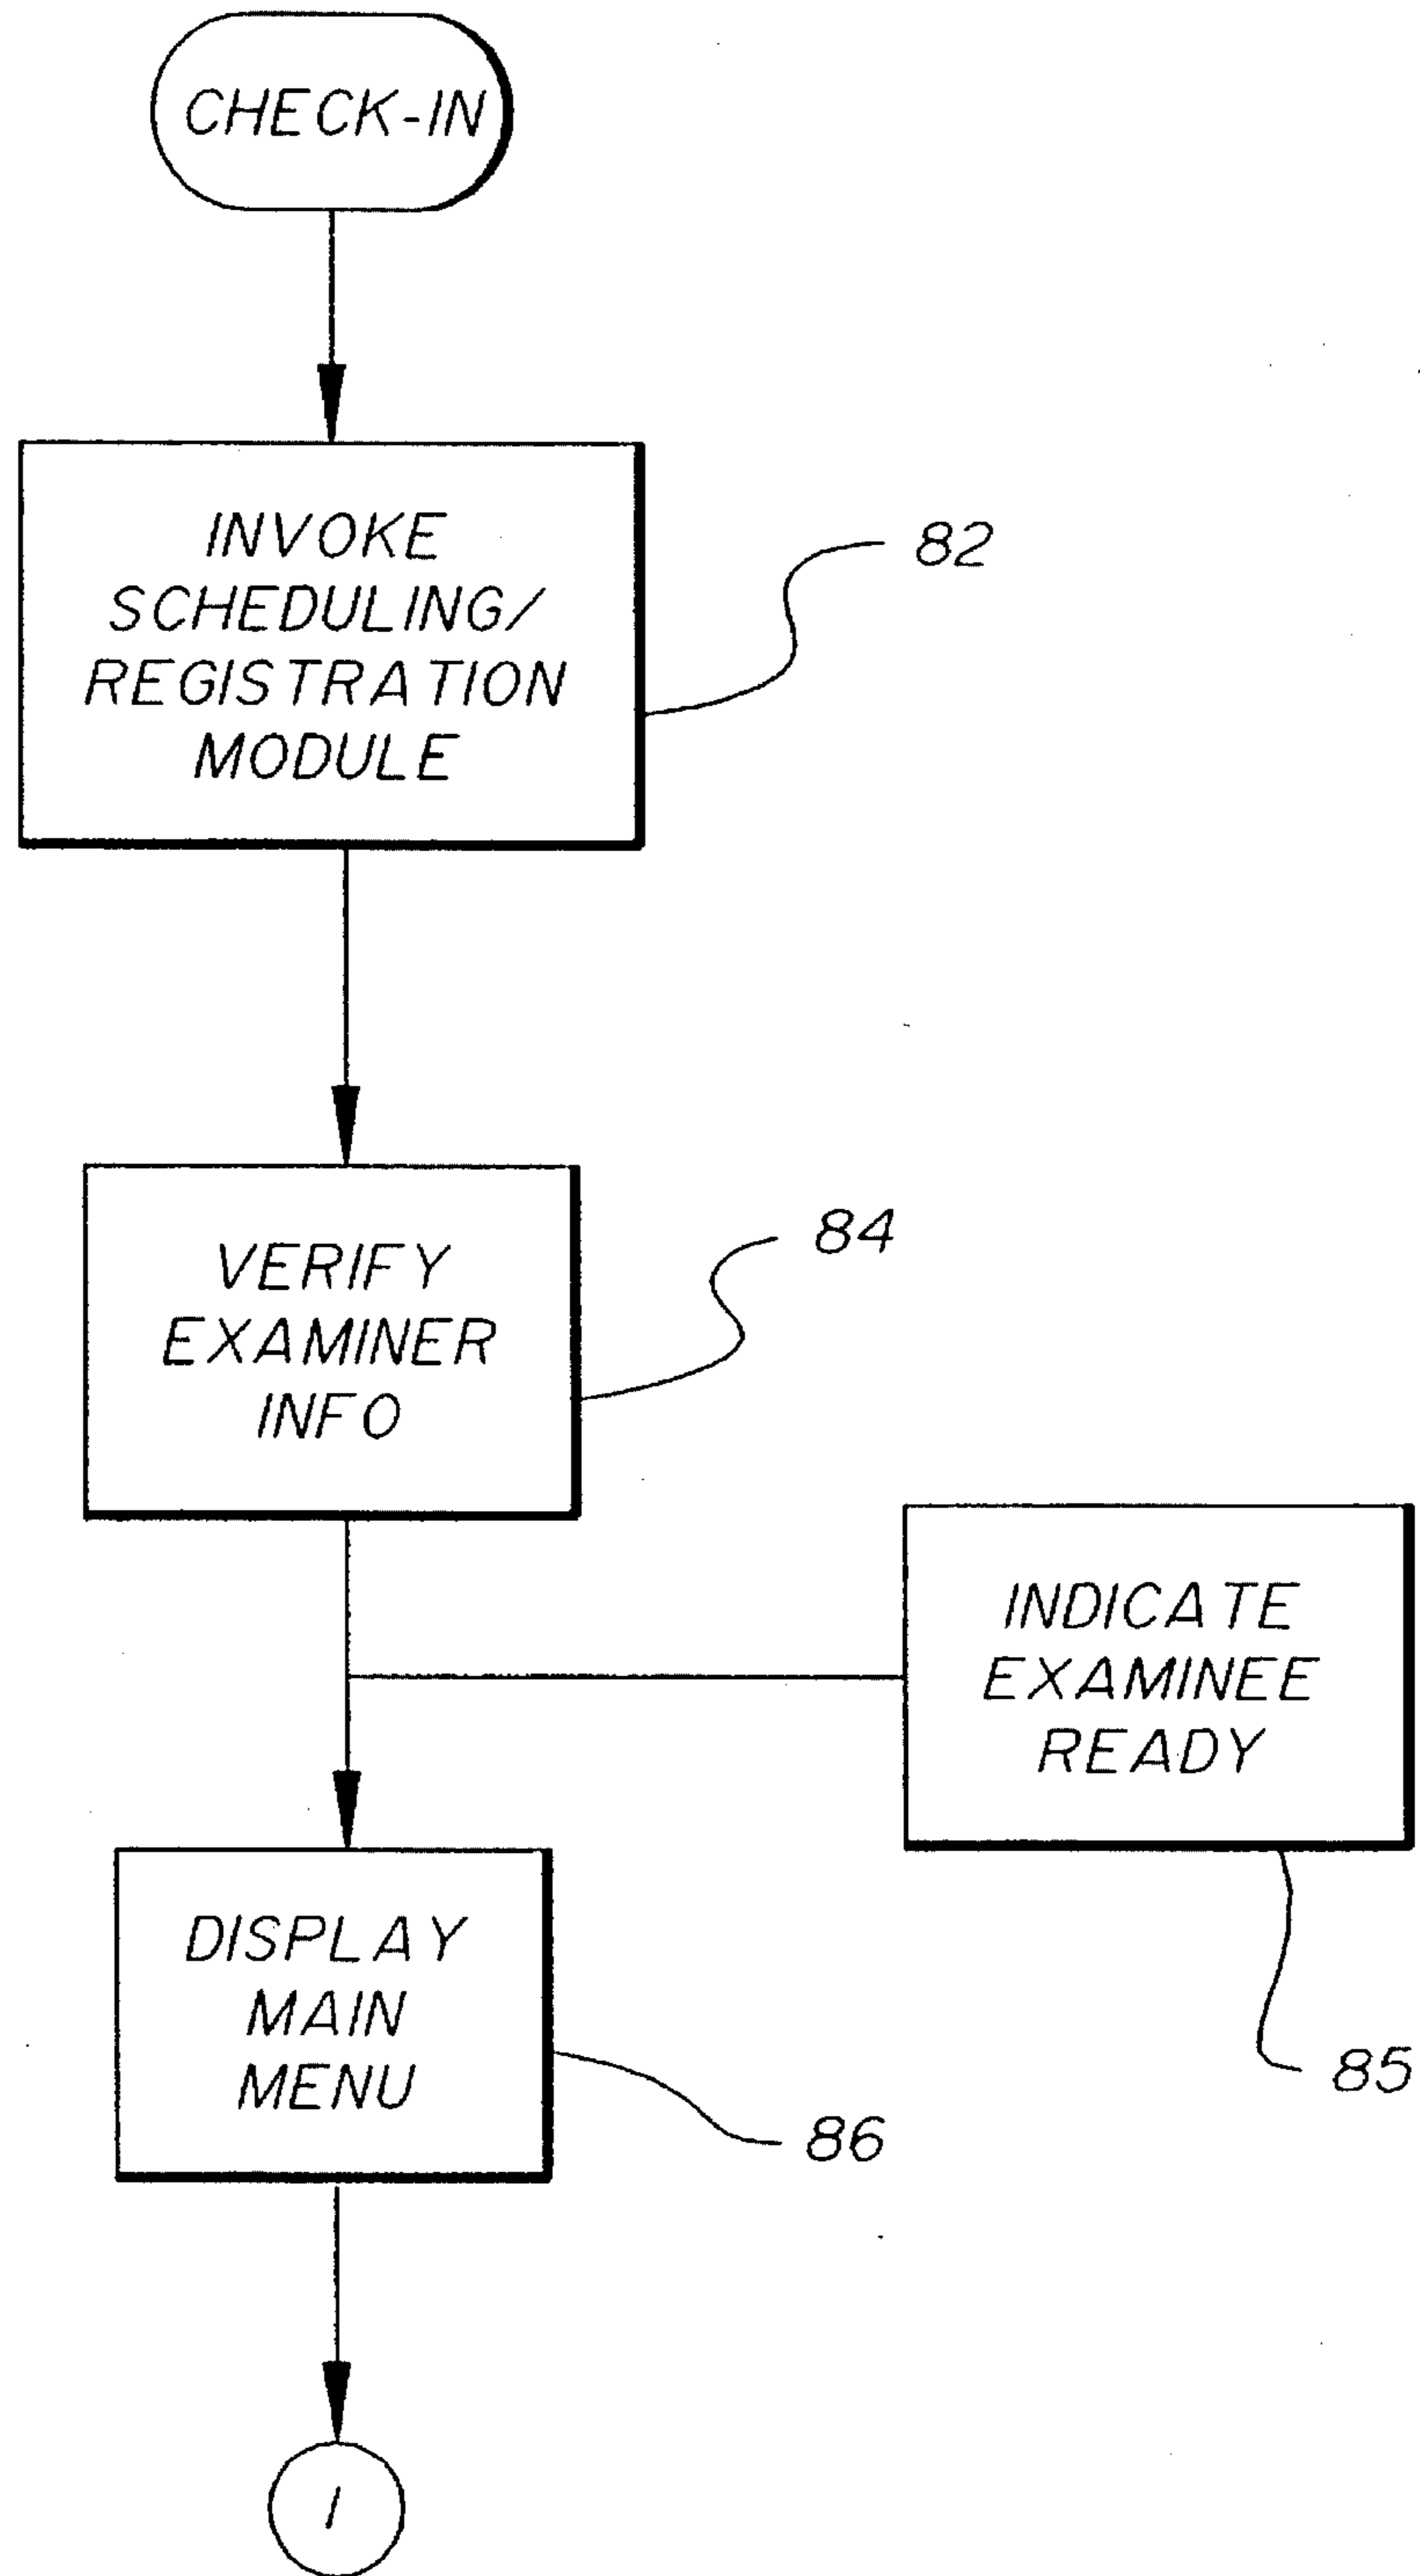 CHECK-IN
INVOKE
SCHEDULING/
REGISTRATION
MODULE
82
VERIFY
EXAMINER
INFO
84
INDICATE
EXAMINEE
READY
85
DISPLAY
MAIN
MENU
86
1